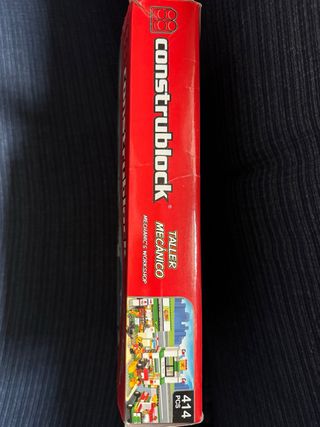 construblock®
TALLER
MECÁNICO
MECHANIC'S WORKSHOP
414
PCS